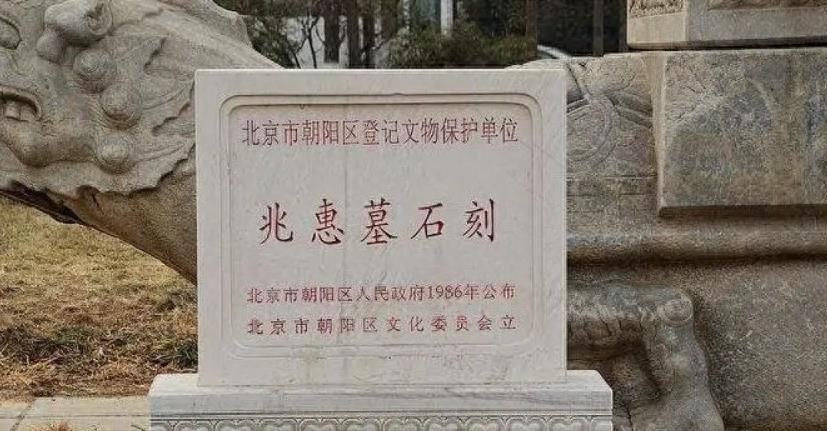 北京市朝阳区登记文物保护单位
兆惠墓石刻
北京市朝阳区人民政府1986年公布
北京市朝阳区文化委员会立